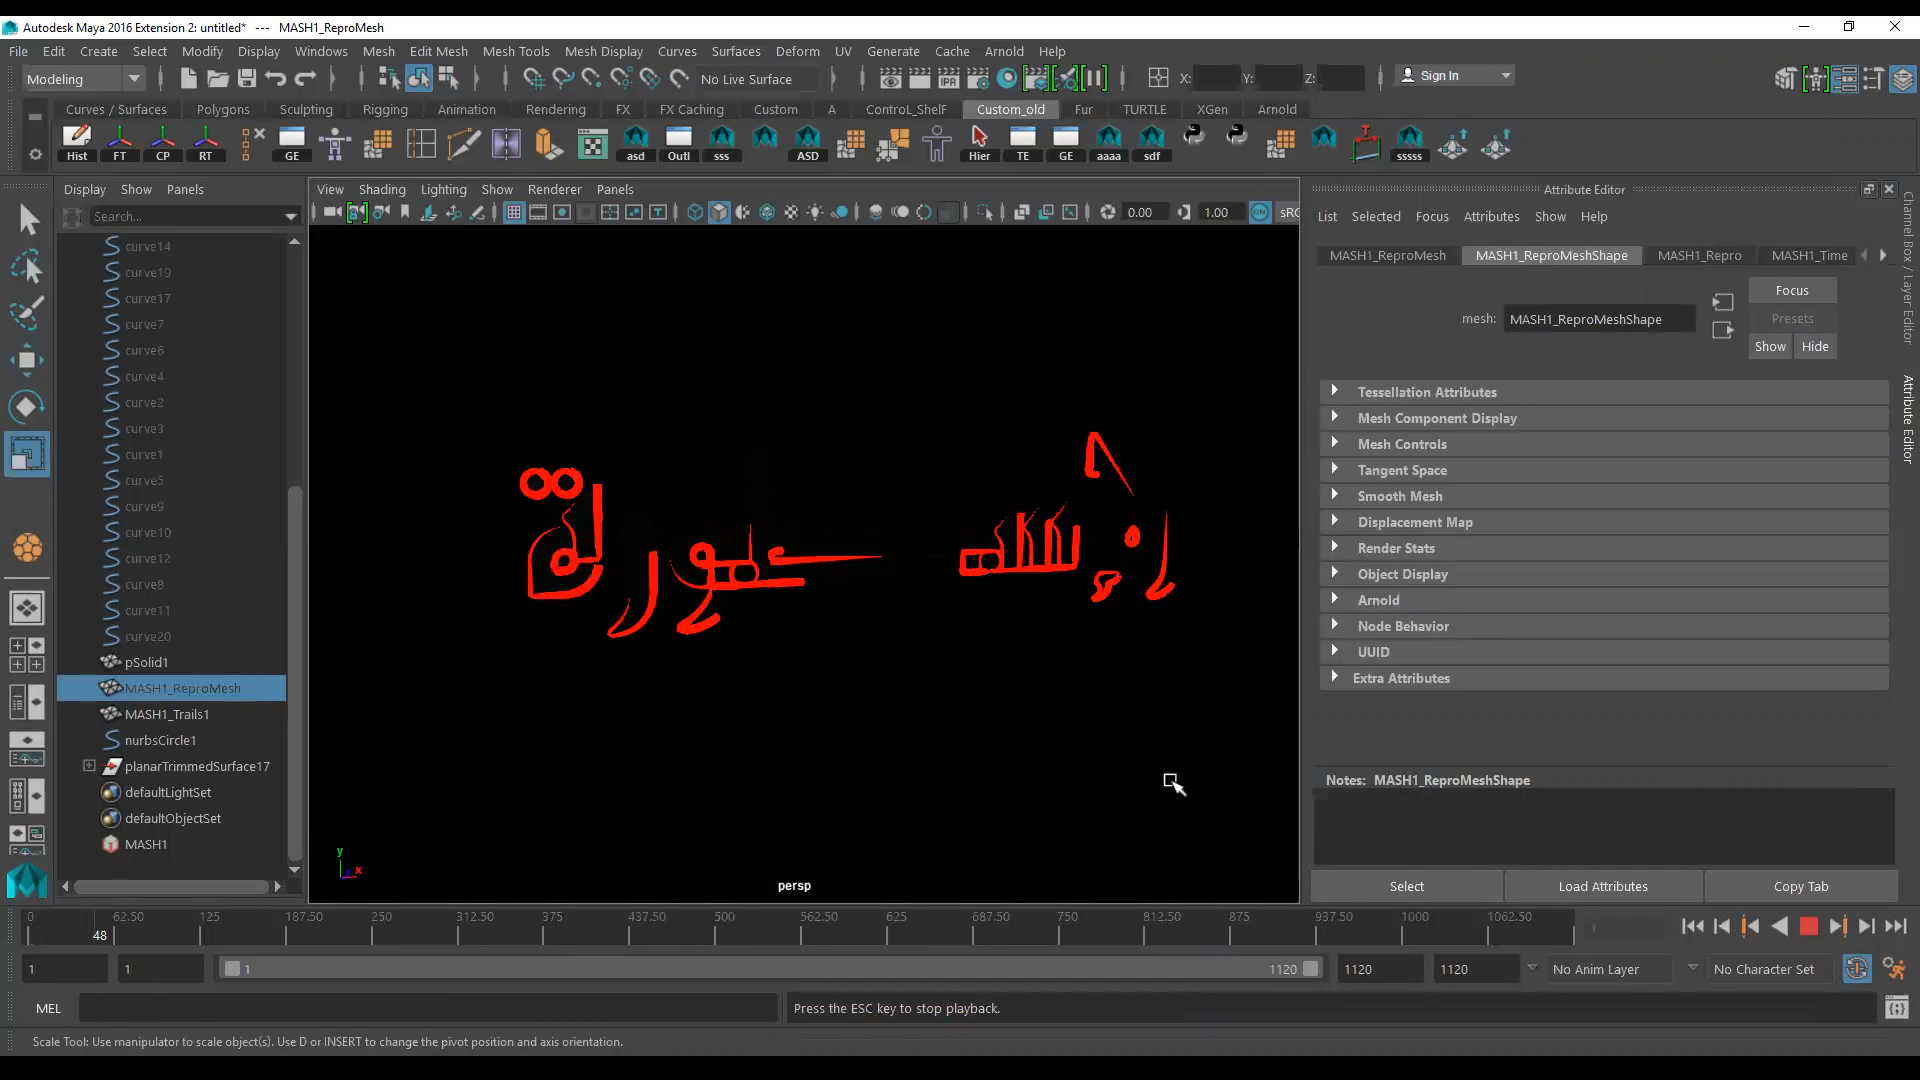 Autodesk Maya 2016 Extension 2: untitled* --- MASH1_ReproMesh
File Edit Create Select Modify Display Windows Mesh Edit Mesh Mesh Tools Mesh Display Curves Surfaces Deform UV Generate Cache Arnold Help
Modeling No Live Surface X: Y: Z: Sign In
Curves / Surfaces Polygons Sculpting Rigging Animation Rendering FX FX Caching Custom A ControL_ShelF Custom_old Fur TURTLE XGen Arnold
Hist FT CP RT GE asd Outl sss ASD Hier TE GE aaaa sdf sssss
Display Show Panels
Search...
curve14
curve19
curve17
curve7
curve6
curve4
curve2
curve3
curve1
curve5
curve9
curve10
curve12
curve8
curve11
curve20
pSolid1
MASH1_ReproMesh
MASH1_Trails1
nurbsCircle1
planarTrimmedSurface17
defaultLightSet
defaultObjectSet
MASH1
View Shading Lighting Show Renderer Panels
IPR 0.00 1.00 ON sRG
y
x
persp
Attribute Editor
List Selected Focus Attributes Show Help
MASH1_ReproMesh MASH1_ReproMeshShape MASH1_Repro MASH1_Time
Focus
mesh: MASH1_ReproMeshShape Presets
Show Hide
Tessellation Attributes
Mesh Component Display
Mesh Controls
Tangent Space
Smooth Mesh
Displacement Map
Render Stats
Object Display
Arnold
Node Behavior
UUID
Extra Attributes
Notes: MASH1_ReproMeshShape
Select Load Attributes Copy Tab
Channel Box / Layer Editor
Attribute Editor
0 62.50 125 187.50 250 312.50 375 437.50 500 562.50 625 687.50 750 812.50 875 937.50 1000 1062.50
48
1 1 1 1120 1120 1120 No Anim Layer No Character Set
MEL Press the ESC key to stop playback.
Scale Tool: Use manipulator to scale object(s). Use D or INSERT to change the pivot position and axis orientation.